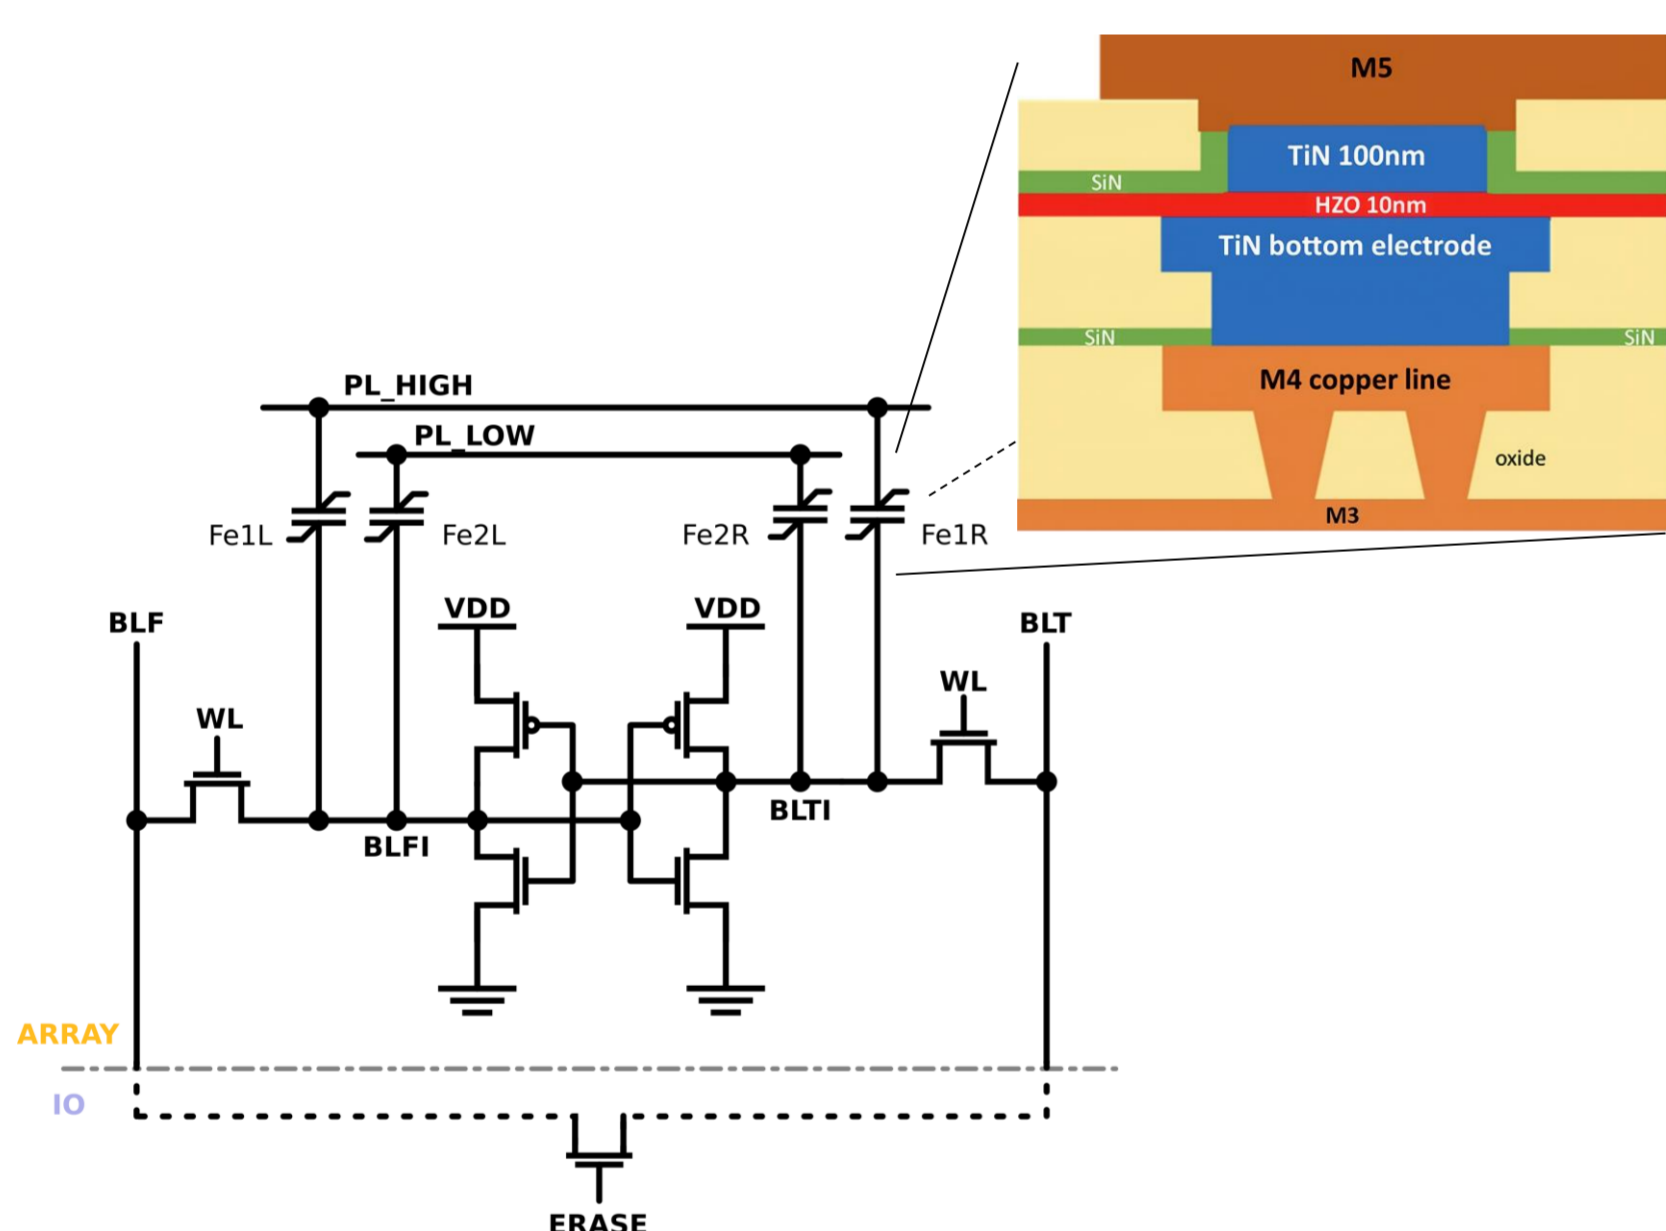 M5
TiN 100nm
SiN
HZO 10nm
TiN bottom electrode
SiN
SiN
M4 copper line
oxide
M3
PL_HIGH
PL_LOW
Fe1L
Fe2L
Fe2R
Fe1R
BLF
VDD
VDD
BLT
WL
WL
BLTI
BLFI
ARRAY
IO
ERASE